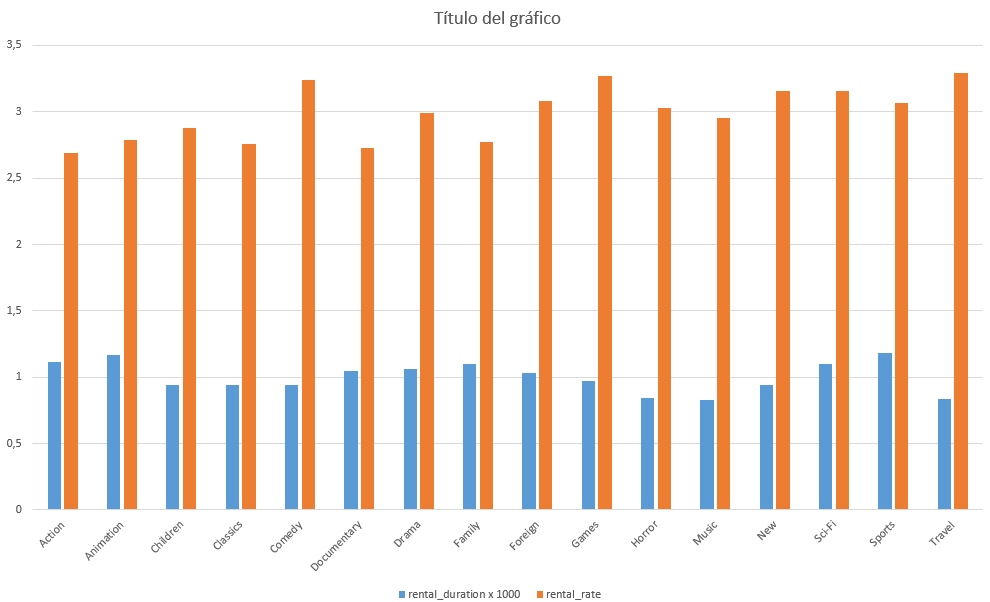 Título del gráfico
3,5
3
2,5
2
1,5
1
0,5
0
Action
Animation
Children
Classics
Comedy
Documentary
Drama
Family
Foreign
Games
Horror
Music
New
Sci-Fi
Sports
Travel
rental_duration x 1000
rental_rate